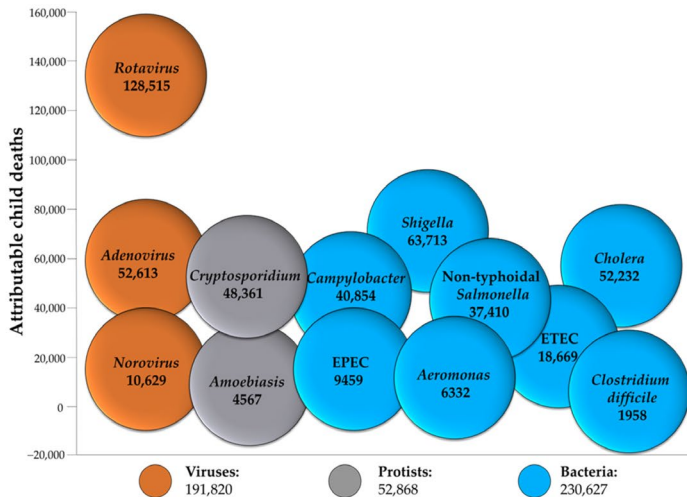 Attributable child deaths
160,000
140,000
120,000
100,000
80,000
60,000
40,000
20,000
0
−20,000
Rotavirus
128,515
Adenovirus
52,613
Norovirus
10,629
Cryptosporidium
48,361
Amoebiasis
4567
Campylobacter
40,854
EPEC
9459
Shigella
63,713
Non-typhoidal
Salmonella
37,410
Aeromonas
6332
ETEC
18,669
Cholera
52,232
Clostridium
difficile
1958
Viruses:
191,820
Protists:
52,868
Bacteria:
230,627